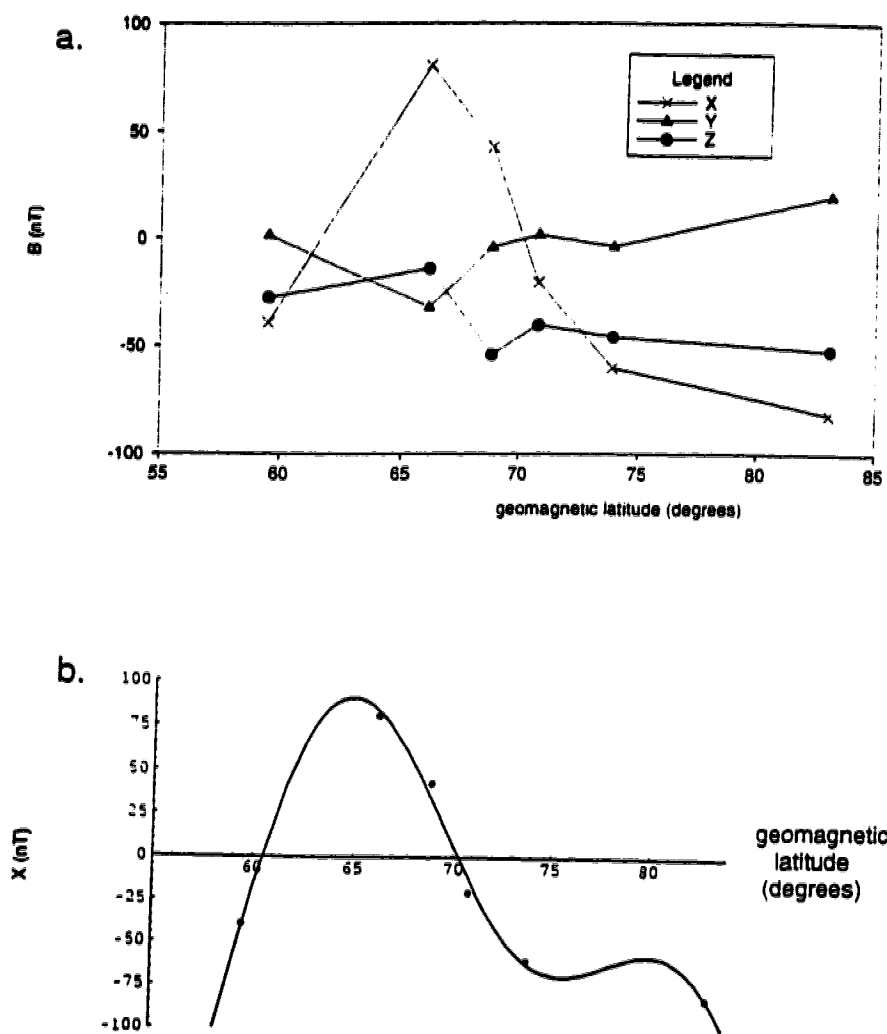 a.
100
50
0
-50
-100
B (nT)
Legend
X
Y
Z
55 60 65 70 75 80 85
geomagnetic latitude (degrees)
b.
100
75
50
25
0
-25
-50
-75
-100
X (nT)
60 65 70 75 80
geomagnetic
latitude
(degrees)